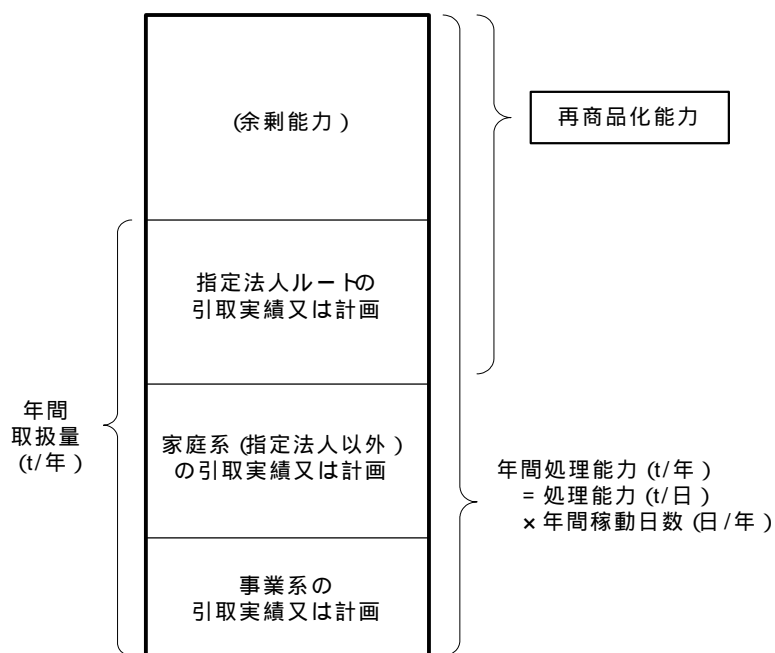 (余剰能力)
再商品化能力
指定法人ルートの
引取実績又は計画
年間
取扱量
(t/年)
家庭系(指定法人以外)
の引取実績又は計画
年間処理能力(t/年)
=処理能力(t/日)
×年間稼動日数(日/年)
事業系の
引取実績又は計画